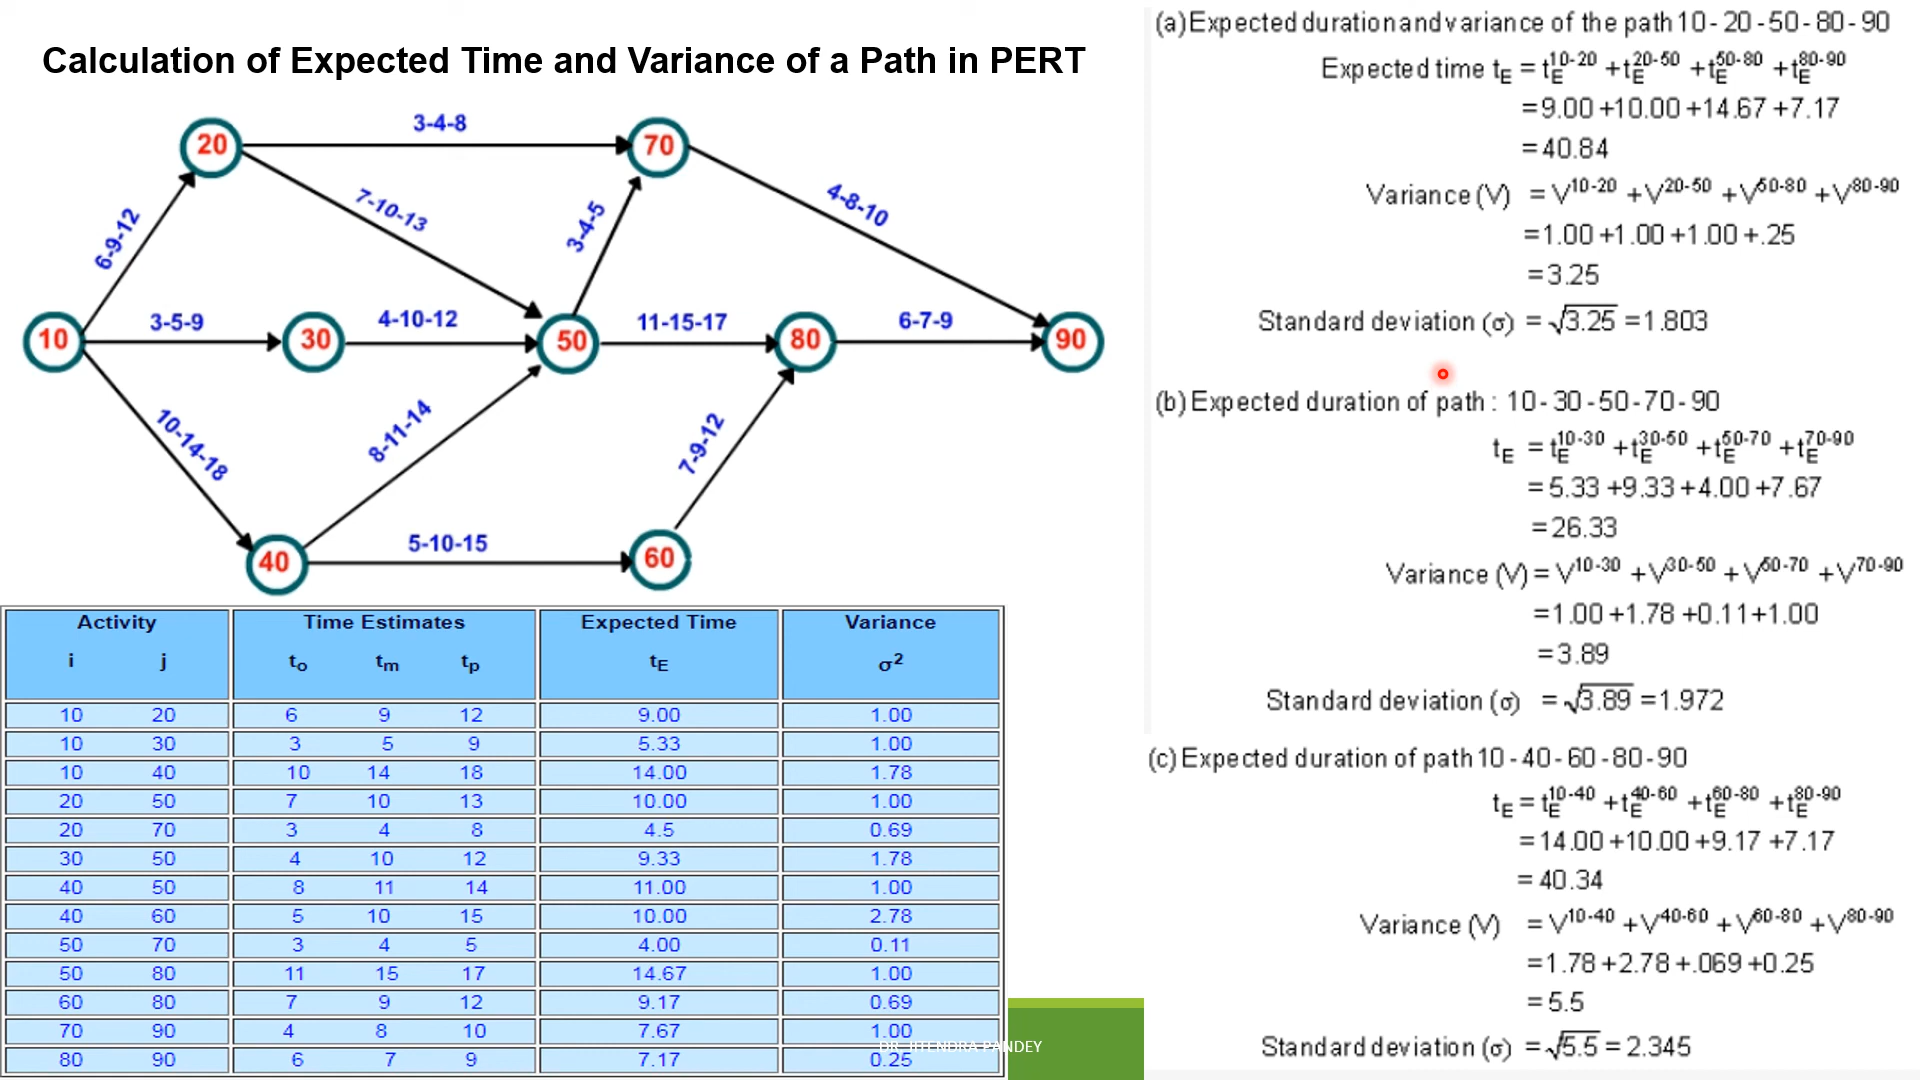 Calculation of Expected Time and Variance of a Path in PERT
3-4-8
20
70
7-10-13
4-8-10
6-9-12
3-4-5
3-5-9
4-10-12
11-15-17
6-7-9
10
30
50
80
90
10-14-18
8-11-14
7-9-12
5-10-15
40
60
Activity Time Estimates Expected Time Variance
i j to tm tp tE σ²
10 20 6 9 12 9.00 1.00
10 30 3 5 9 5.33 1.00
10 40 10 14 18 14.00 1.78
20 50 7 10 13 10.00 1.00
20 70 3 4 8 4.5 0.69
30 50 4 10 12 9.33 1.78
40 50 8 11 14 11.00 1.00
40 60 5 10 15 10.00 2.78
50 70 3 4 5 4.00 0.11
50 80 11 15 17 14.67 1.00
60 80 7 9 12 9.17 0.69
70 90 4 8 10 7.67 1.00
80 90 6 7 9 7.17 0.25
DR. JITENDRA PANDEY
(a) Expected duration and variance of the path 10 - 20 - 50 - 80 - 90
Expected time tE = tE10-20 + tE20-50 + tE50-80 + tE80-90
= 9.00 + 10.00 + 14.67 + 7.17
= 40.84
Variance (V) = V10-20 + V20-50 + V50-80 + V80-90
= 1.00 + 1.00 + 1.00 + .25
= 3.25
Standard deviation (σ) = √3.25 = 1.803
(b) Expected duration of path : 10 - 30 - 50 - 70 - 90
tE = tE10-30 + tE30-50 + tE50-70 + tE70-90
= 5.33 + 9.33 + 4.00 + 7.67
= 26.33
Variance (V) = V10-30 + V30-50 + V50-70 + V70-90
= 1.00 + 1.78 + 0.11 + 1.00
= 3.89
Standard deviation (σ) = √3.89 = 1.972
(c) Expected duration of path 10 - 40 - 60 - 80 - 90
tE = tE10-40 + tE40-60 + tE60-80 + tE80-90
= 14.00 + 10.00 + 9.17 + 7.17
= 40.34
Variance (V) = V10-40 + V40-60 + V60-80 + V80-90
= 1.78 + 2.78 + .069 + 0.25
= 5.5
Standard deviation (σ) = √5.5 = 2.345